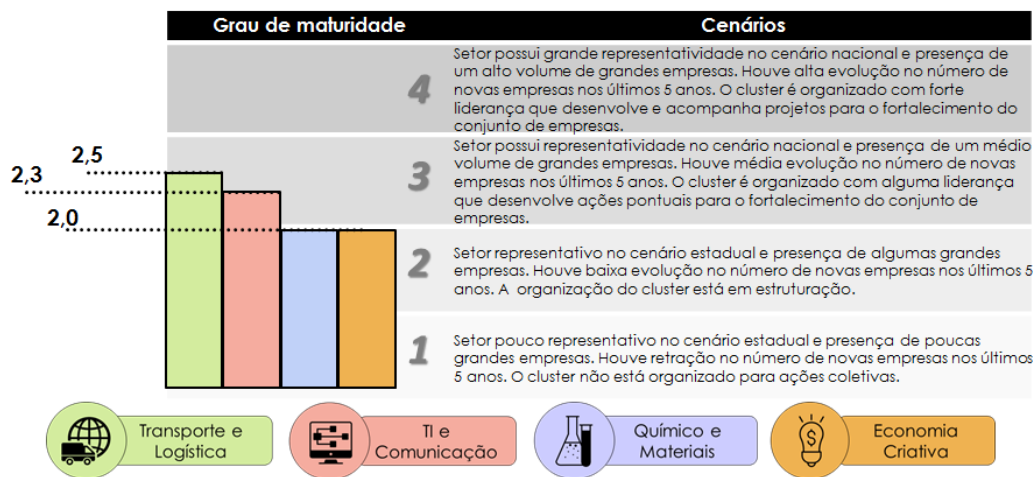 Grau de maturidade
Cenários
4
Setor possui grande representatividade no cenário nacional e presença de
um alto volume de grandes empresas. Houve alta evolução no número de
novas empresas nos últimos 5 anos. O cluster é organizado com forte
liderança que desenvolve e acompanha projetos para o fortalecimento do
conjunto de empresas.
2,5
2,3
2,0
3
Setor possui representatividade no cenário nacional e presença de um médio
volume de grandes empresas. Houve média evolução no número de novas
empresas nos últimos 5 anos. O cluster é organizado com alguma liderança
que desenvolve ações pontuais para o fortalecimento do conjunto de
empresas.
2
Setor representativo no cenário estadual e presença de algumas grandes
empresas. Houve baixa evolução no número de novas empresas nos últimos 5
anos. A organização do cluster está em estruturação.
1
Setor pouco representativo no cenário estadual e presença de poucas
grandes empresas. Houve retração no número de novas empresas nos últimos
5 anos. O cluster não está organizado para ações coletivas.
Transporte e
Logística
TI e
Comunicação
Químico e
Materiais
$
Economia
Criativa